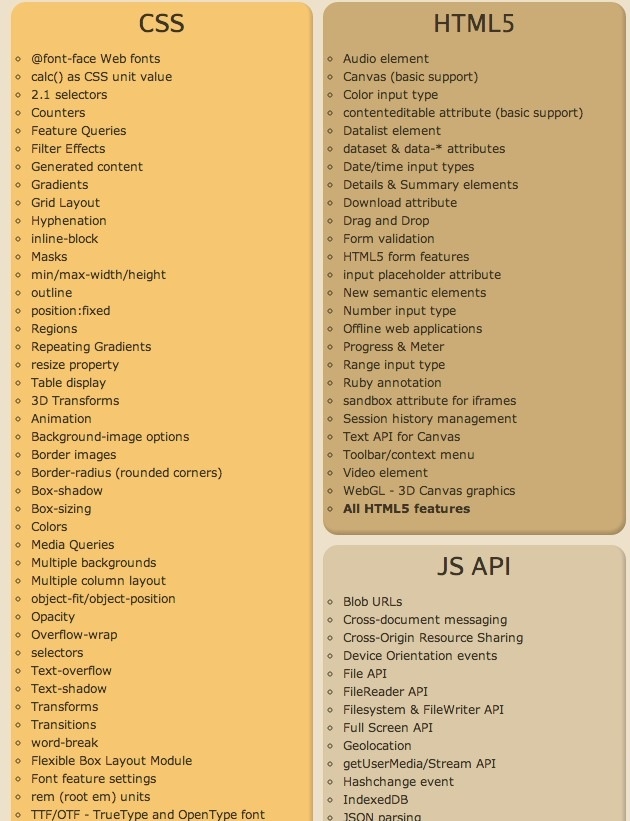 CSS
@font-face Web fonts
calc() as CSS unit value
2.1 selectors
Counters
Feature Queries
Filter Effects
Generated content
Gradients
Grid Layout
Hyphenation
inline-block
Masks
min/max-width/height
outline
position:fixed
Regions
Repeating Gradients
resize property
Table display
3D Transforms
Animation
Background-image options
Border images
Border-radius (rounded corners)
Box-shadow
Box-sizing
Colors
Media Queries
Multiple backgrounds
Multiple column layout
object-fit/object-position
Opacity
Overflow-wrap
selectors
Text-overflow
Text-shadow
Transforms
Transitions
word-break
Flexible Box Layout Module
Font feature settings
rem (root em) units
TTF/OTF - TrueType and OpenType font
HTML5
Audio element
Canvas (basic support)
Color input type
contenteditable attribute (basic support)
Datalist element
dataset & data-* attributes
Date/time input types
Details & Summary elements
Download attribute
Drag and Drop
Form validation
HTML5 form features
input placeholder attribute
New semantic elements
Number input type
Offline web applications
Progress & Meter
Range input type
Ruby annotation
sandbox attribute for iframes
Session history management
Text API for Canvas
Toolbar/context menu
Video element
WebGL - 3D Canvas graphics
All HTML5 features
JS API
Blob URLs
Cross-document messaging
Cross-Origin Resource Sharing
Device Orientation events
File API
FileReader API
Filesystem & FileWriter API
Full Screen API
Geolocation
getUserMedia/Stream API
Hashchange event
IndexedDB
JSON parsing